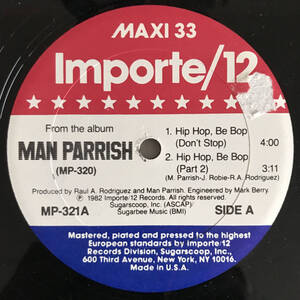 MAXI 33
Importe/12
From the album
MAN PARRISH
(MP-320)
1. Hip Hop, Be Bop
(Don't Stop) 4:00
2. Hip Hop, Be Bop
(Part 2) 3:11
(M. Parrish-J. Robie-R.A. Rodriguez)
Produced by Raul A. Rodriguez and Man Parrish. Engineered by Mark Berry.
℗ 1982 Importe/12 Records. All rights reserved.
Sugarscoop, Inc. (ASCAP)
Sugarbee Music (BMI)
MP-321A SIDE A
Mastered, plated and pressed to the highest
European standards by importe/12
Records Division, Sugarscoop, Inc.,
600 Third Avenue, New York, NY 10016.
Made in U.S.A.